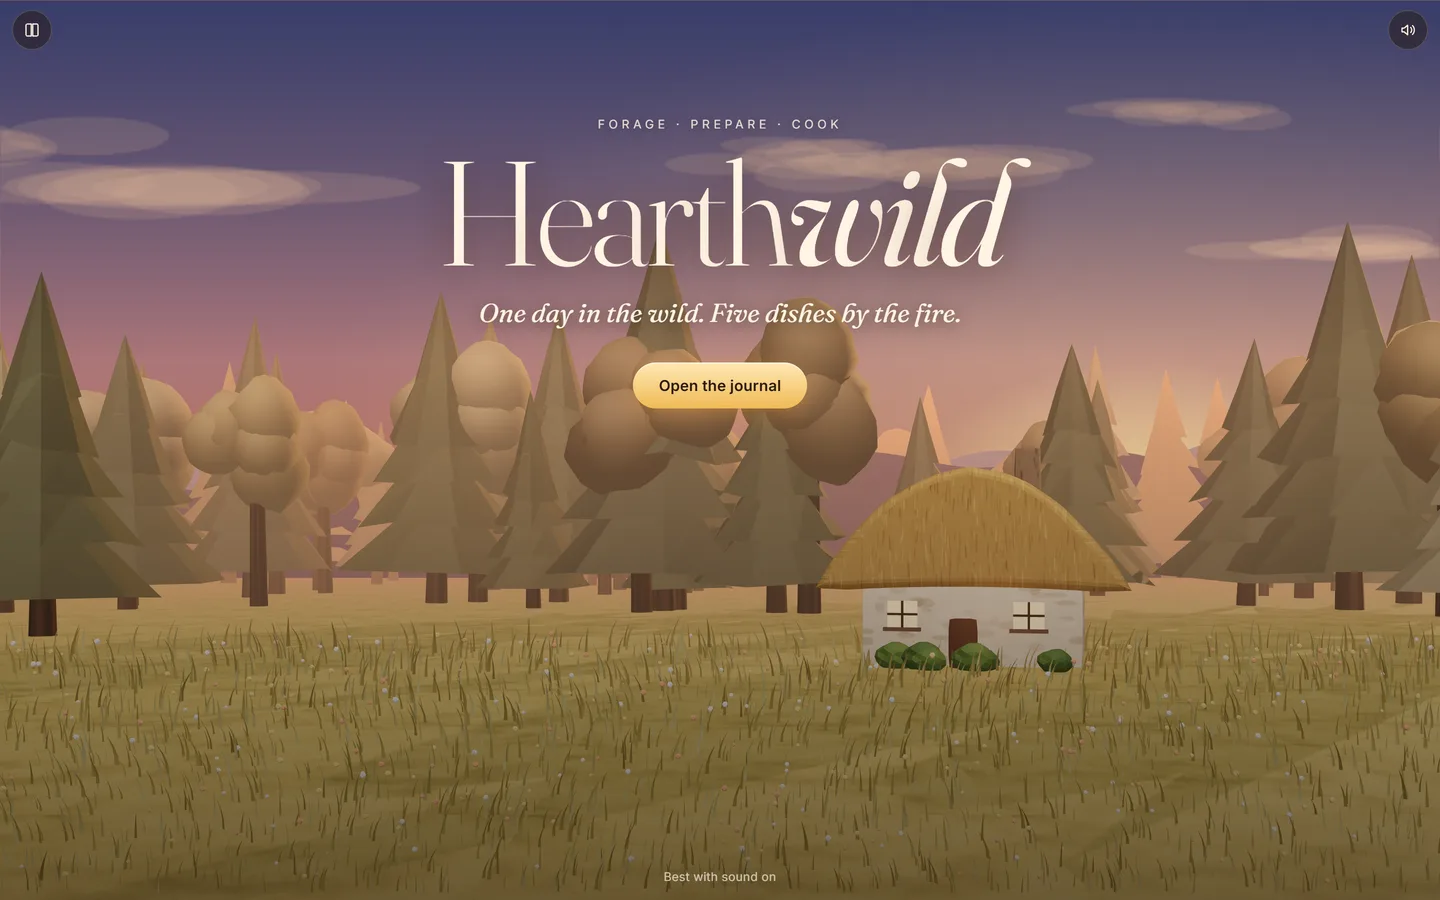 FORAGE · PREPARE · COOK
Hearthwild
One day in the wild. Five dishes by the fire.
Open the journal
Best with sound on